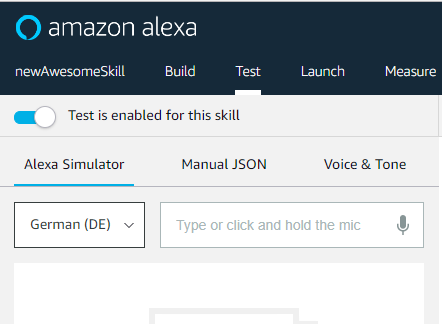 amazon alexa
newAwesomeSkill Build Test Launch Measure
Test is enabled for this skill
Alexa Simulator Manual JSON Voice & Tone
German (DE) Type or click and hold the mic